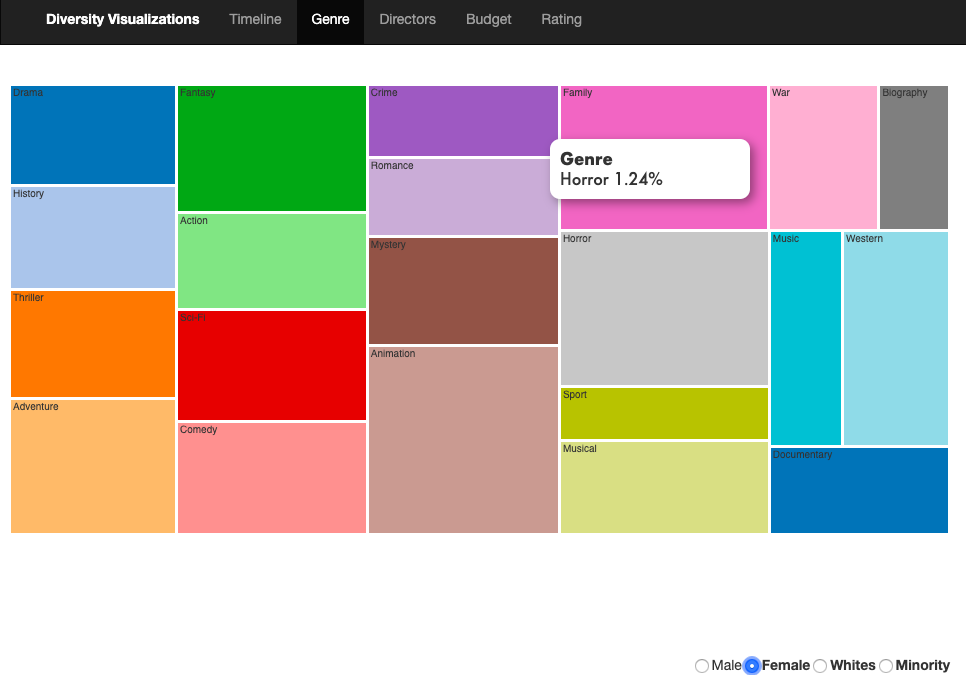 Diversity Visualizations Timeline Genre Directors Budget Rating
Drama
Fantasy
Crime
Family
War
Biography
Genre
Horror 1.24%
Romance
History
Action
Mystery
Horror
Music
Western
Thriller
Sci-Fi
Animation
Sport
Adventure
Comedy
Musical
Documentary
Male Female Whites Minority